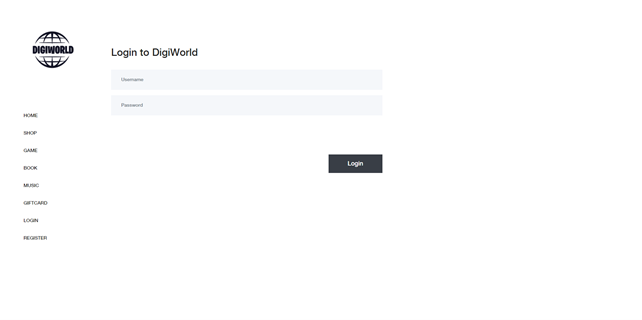 DIGIWORLD
Login to DigiWorld
Username
Password
Login
HOME
SHOP
GAME
BOOK
MUSIC
GIFTCARD
LOGIN
REGISTER